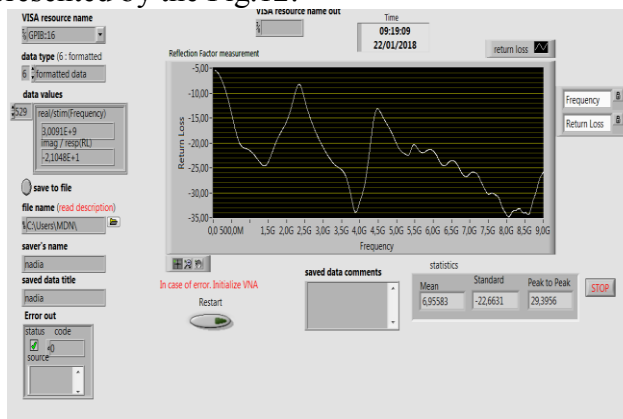 presented by the Fig.12.
VISA resource name
GPIB::16
data type (6 : formatted
6 formatted data
data values
529 real/stim(Frequency)
3,0091E+9
Imag / resp(RL)
-2,1048E+1
save to file
file name (read description)
C:\Users\MDN\
saver's name
nadia
saved data title
nadia
Error out
status code
0
source
VISA resource name out
Time
09:19:09
22/01/2018
return loss
Reflection Factor measurement
Return Loss
-5,00
-10,00
-15,00
-20,00
-25,00
-30,00
-35,00
0,0 500,0M 1,5G 2,0G 2,5G 3,0G 3,5G 4,0G 4,5G 5,0G 5,5G 6,0G 6,5G 7,0G 7,5G 8,0G 8,5G 9,0G
Frequency
Frequency
Return Loss
In case of error. Initialize VNA
Restart
saved data comments
statistics
Mean Standard Peak to Peak
6,95583 -22,6631 29,3956
STOP